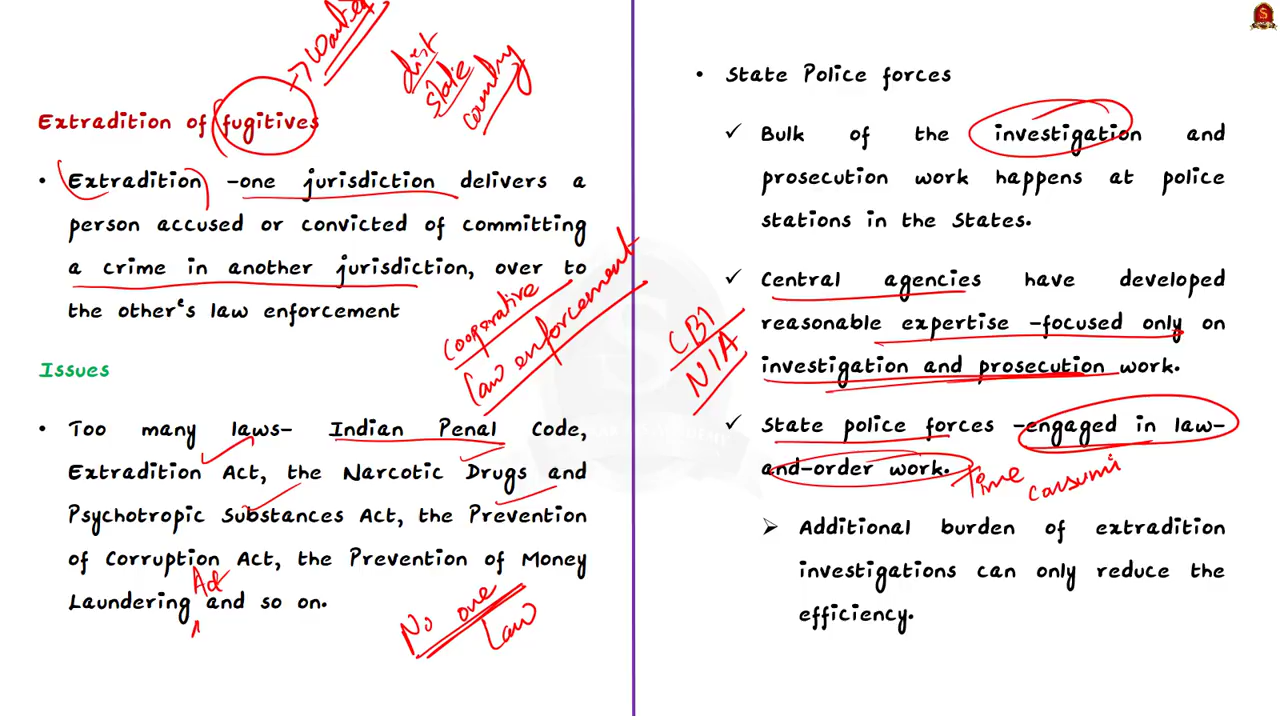 → Wanted
dist
state
country
Extradition of fugitives
• Extradition -one jurisdiction delivers a
person accused or convicted of committing
a crime in another jurisdiction, over to
the other's law enforcement
cooperative
law enforcement
Issues
• Too many laws- Indian Penal Code,
Extradition Act, the Narcotic Drugs and
Psychotropic Substances Act, the Prevention
of Corruption Act, the Prevention of Money
Act
Laundering and so on.
No one
Law
• State Police forces
✓ Bulk of the investigation and
prosecution work happens at police
stations in the States.
✓ Central agencies have developed
reasonable expertise -focused only on
investigation and prosecution work.
CBI
NIA
✓ State police forces -engaged in law-
and-order work.
Time consumi
➢ Additional burden of extradition
investigations can only reduce the
efficiency.